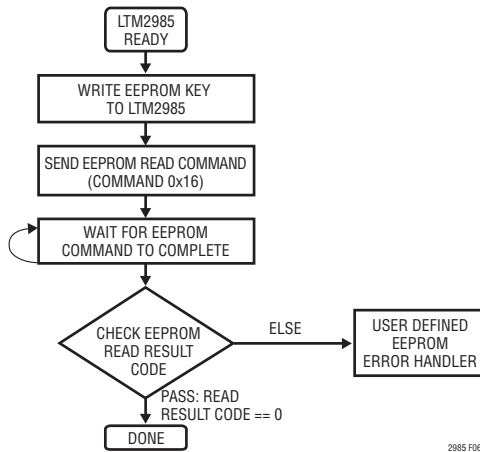 LTM2985
READY
WRITE EEPROM KEY
TO LTM2985
SEND EEPROM READ COMMAND
(COMMAND 0x16)
WAIT FOR EEPROM
COMMAND TO COMPLETE
CHECK EEPROM
READ RESULT
CODE
ELSE
USER DEFINED
EEPROM
ERROR HANDLER
PASS: READ
RESULT CODE == 0
DONE
2985 F06